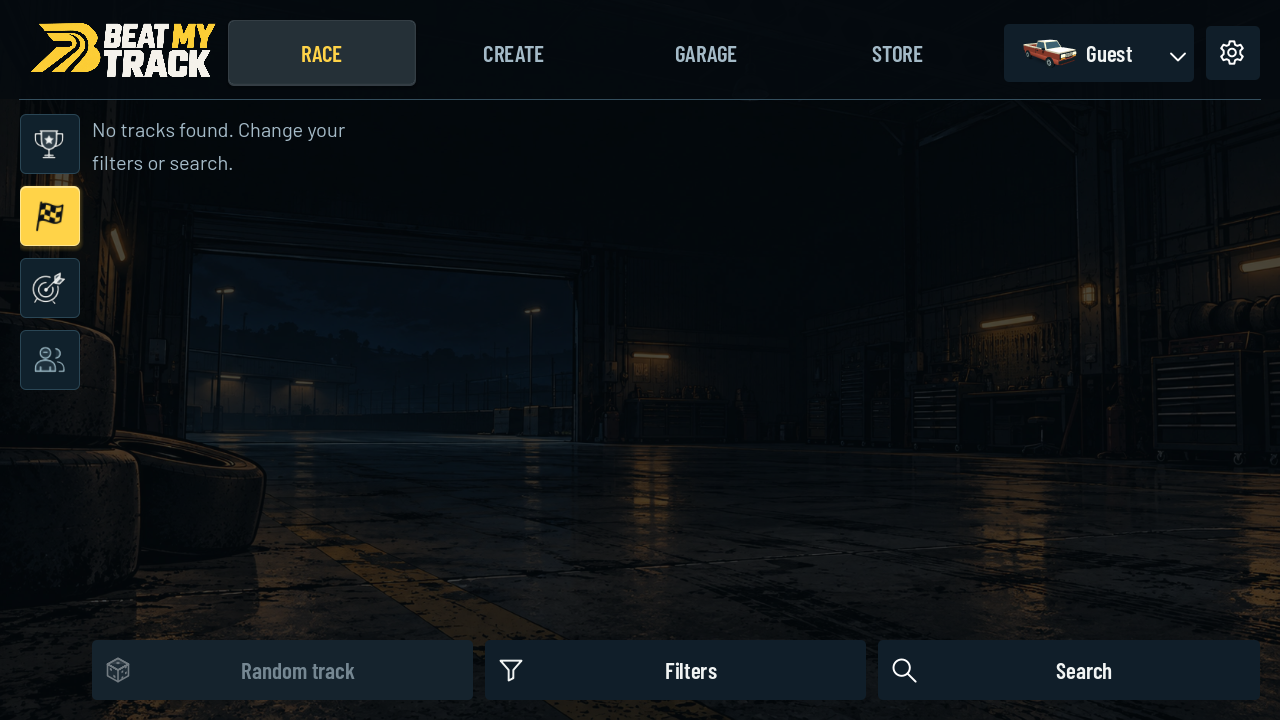 BEAT MY
TRACK
RACE
CREATE
GARAGE
STORE
Guest
No tracks found. Change your
filters or search.
Random track
Filters
Search